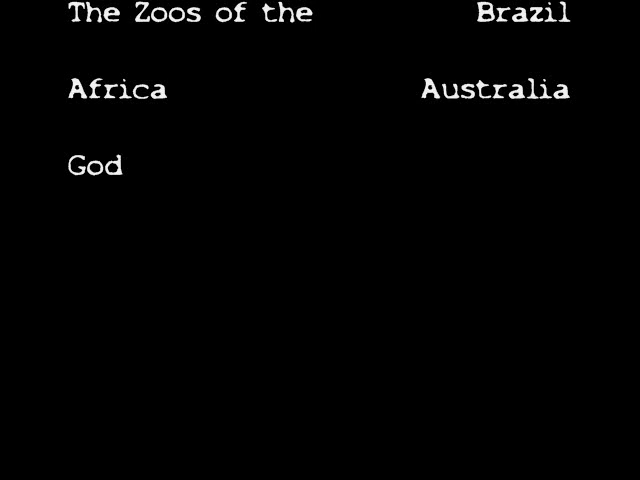 The Zoos of the Brazil
Africa Australia
God